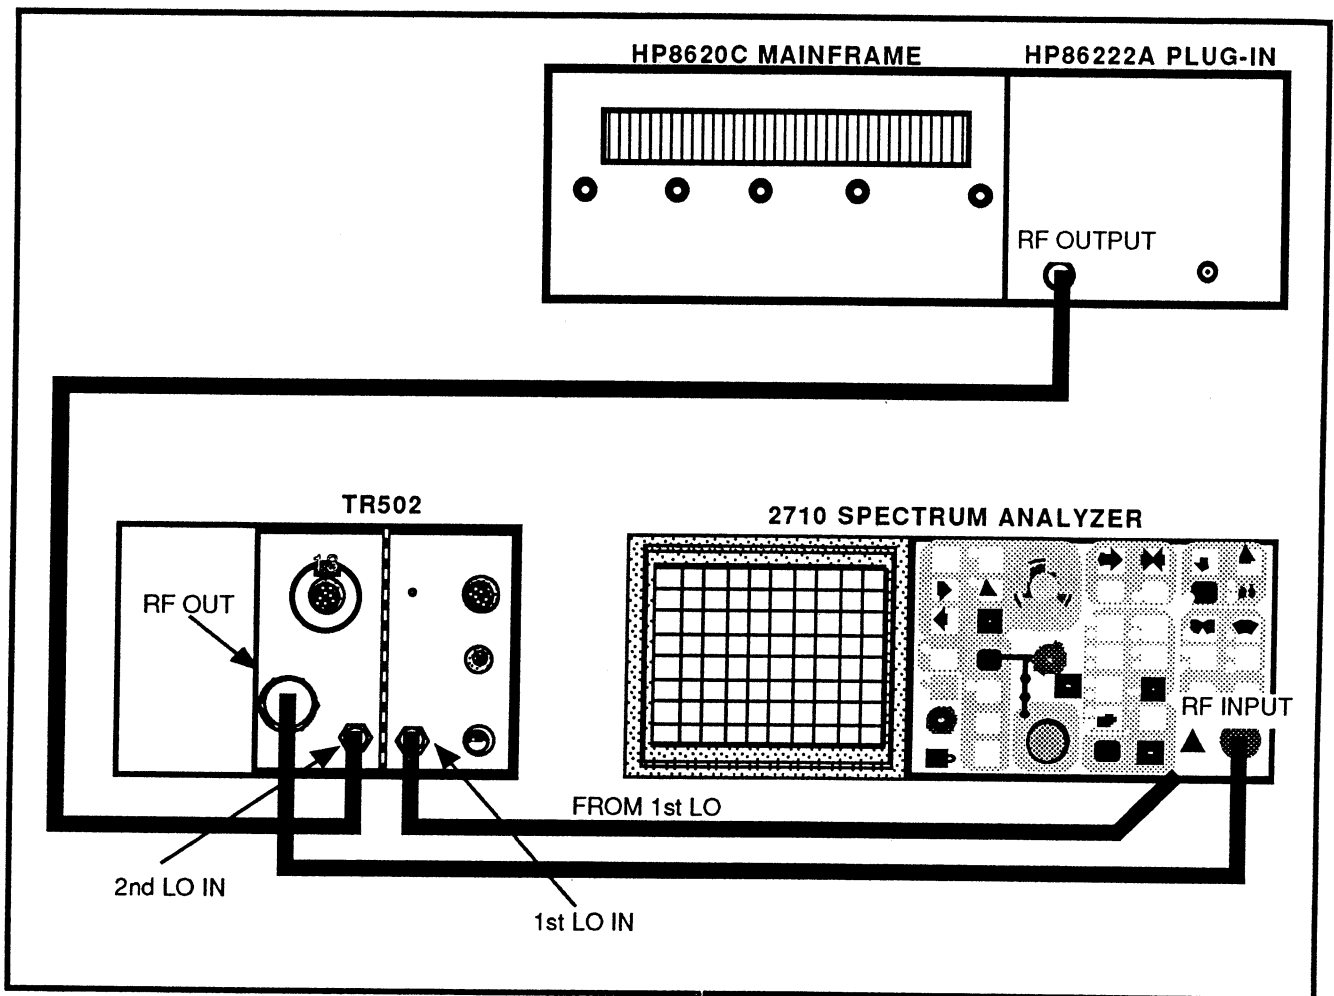 HP8620C MAINFRAME
HP86222A PLUG-IN
RF OUTPUT
TR502
2710 SPECTRUM ANALYZER
RF OUT
RF INPUT
FROM 1st LO
2nd LO IN
1st LO IN